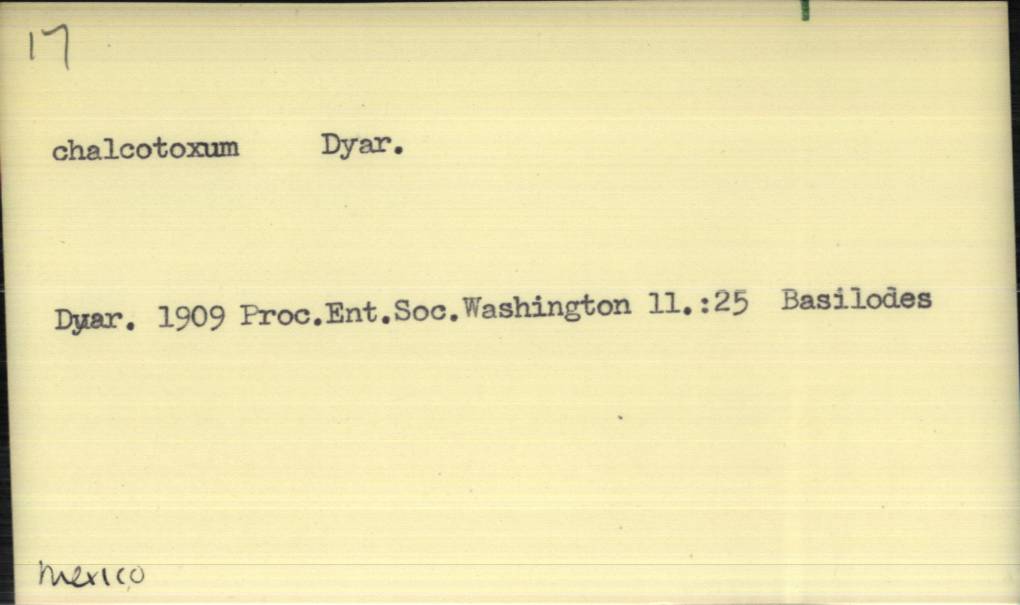 17
chalcotoxum Dyar.
Dyar. 1909 Proc.Ent.Soc.Washington 11.:25 Basilodes
Mexico